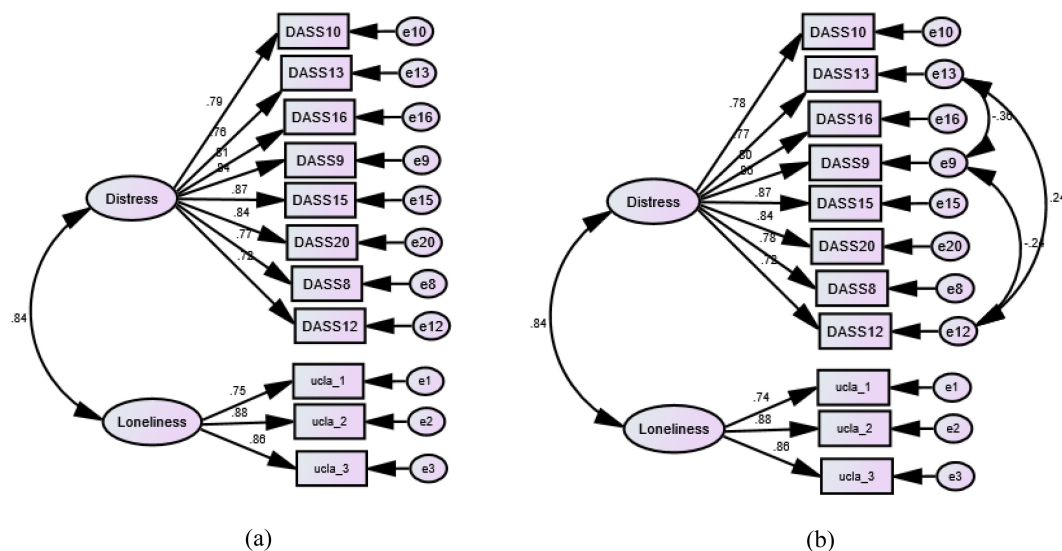 DASS10 e10
DASS13 e13
DASS16 e16
DASS9 e9
DASS15 e15
DASS20 e20
DASS8 e8
DASS12 e12
.79
.76
.81
.84
.87
.84
.77
.72
Distress
.84
Loneliness
.75
.88
.86
ucla_1 e1
ucla_2 e2
ucla_3 e3
(a)
DASS10 e10
DASS13 e13
DASS16 e16
DASS9 e9
DASS15 e15
DASS20 e20
DASS8 e8
DASS12 e12
.78
.77
.80
.87
.84
.78
.72
-.36
.24
-.24
Distress
.84
Loneliness
.74
.88
.86
ucla_1 e1
ucla_2 e2
ucla_3 e3
(b)